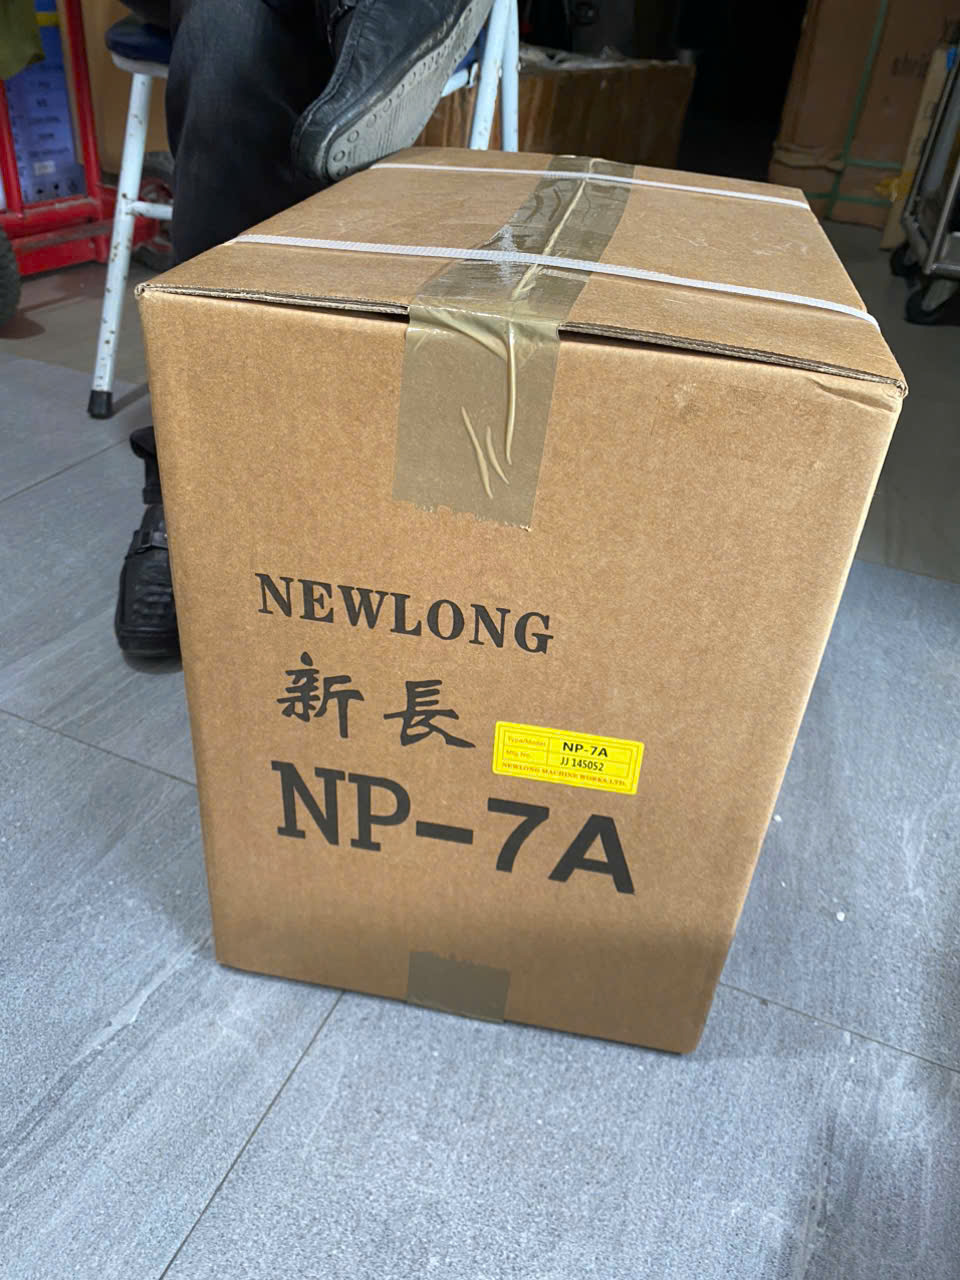 NEWLONG
新長
Type/Model NP-7A
Mfg. No. JJ 145052
NEWLONG MACHINE WORKS, LTD.
NP-7A